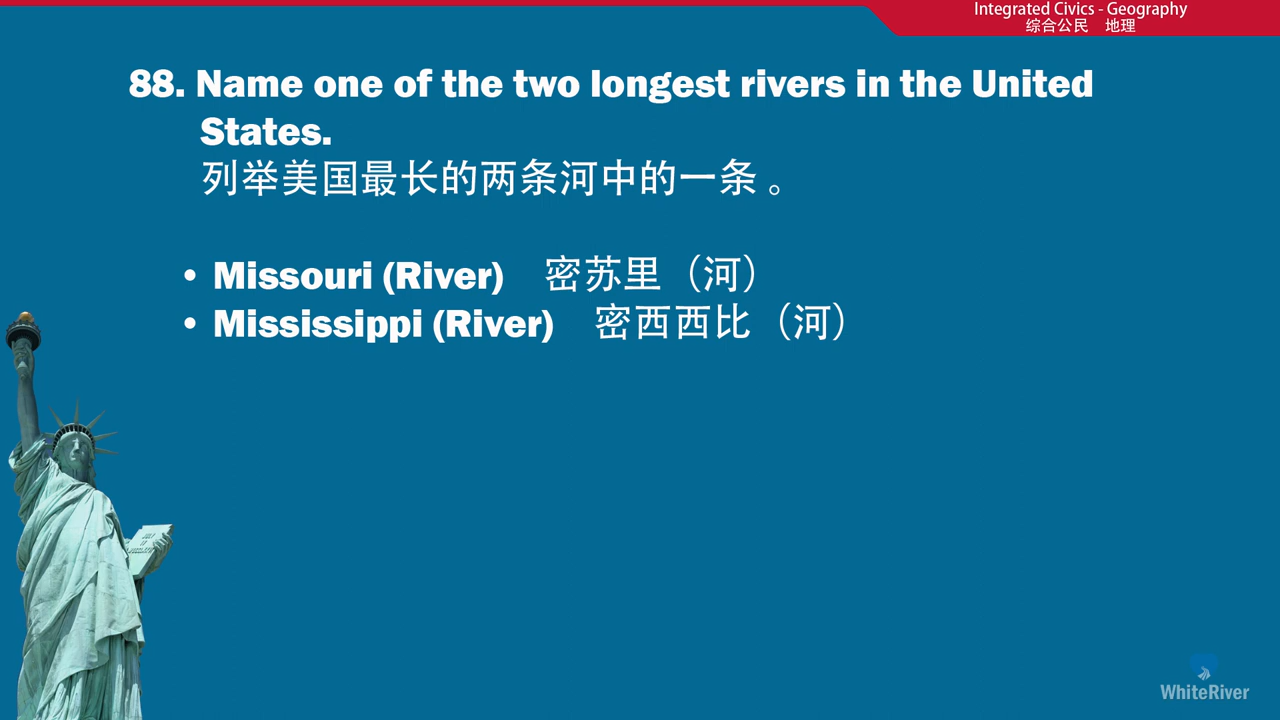 Integrated Civics - Geography
综合公民 地理
88. Name one of the two longest rivers in the United
States.
列举美国最长的两条河中的一条。
• Missouri (River) 密苏里（河）
• Mississippi (River) 密西西比（河）
WhiteRiver